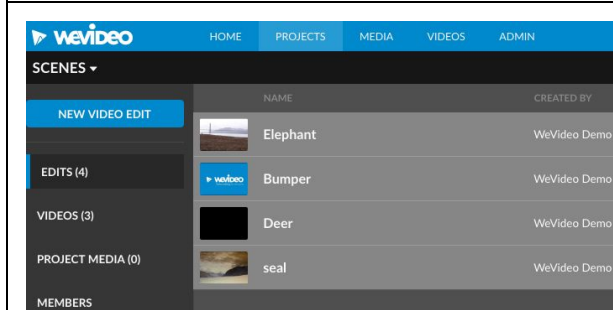 WEVIDEO HOME PROJECTS MEDIA VIDEOS ADMIN
SCENES
NAME CREATED BY
NEW VIDEO EDIT
Elephant WeVideo Demo
EDITS (4)
wevideo Bumper WeVideo Demo
VIDEOS (3)
Deer WeVideo Demo
PROJECT MEDIA (0)
seal WeVideo Demo
MEMBERS